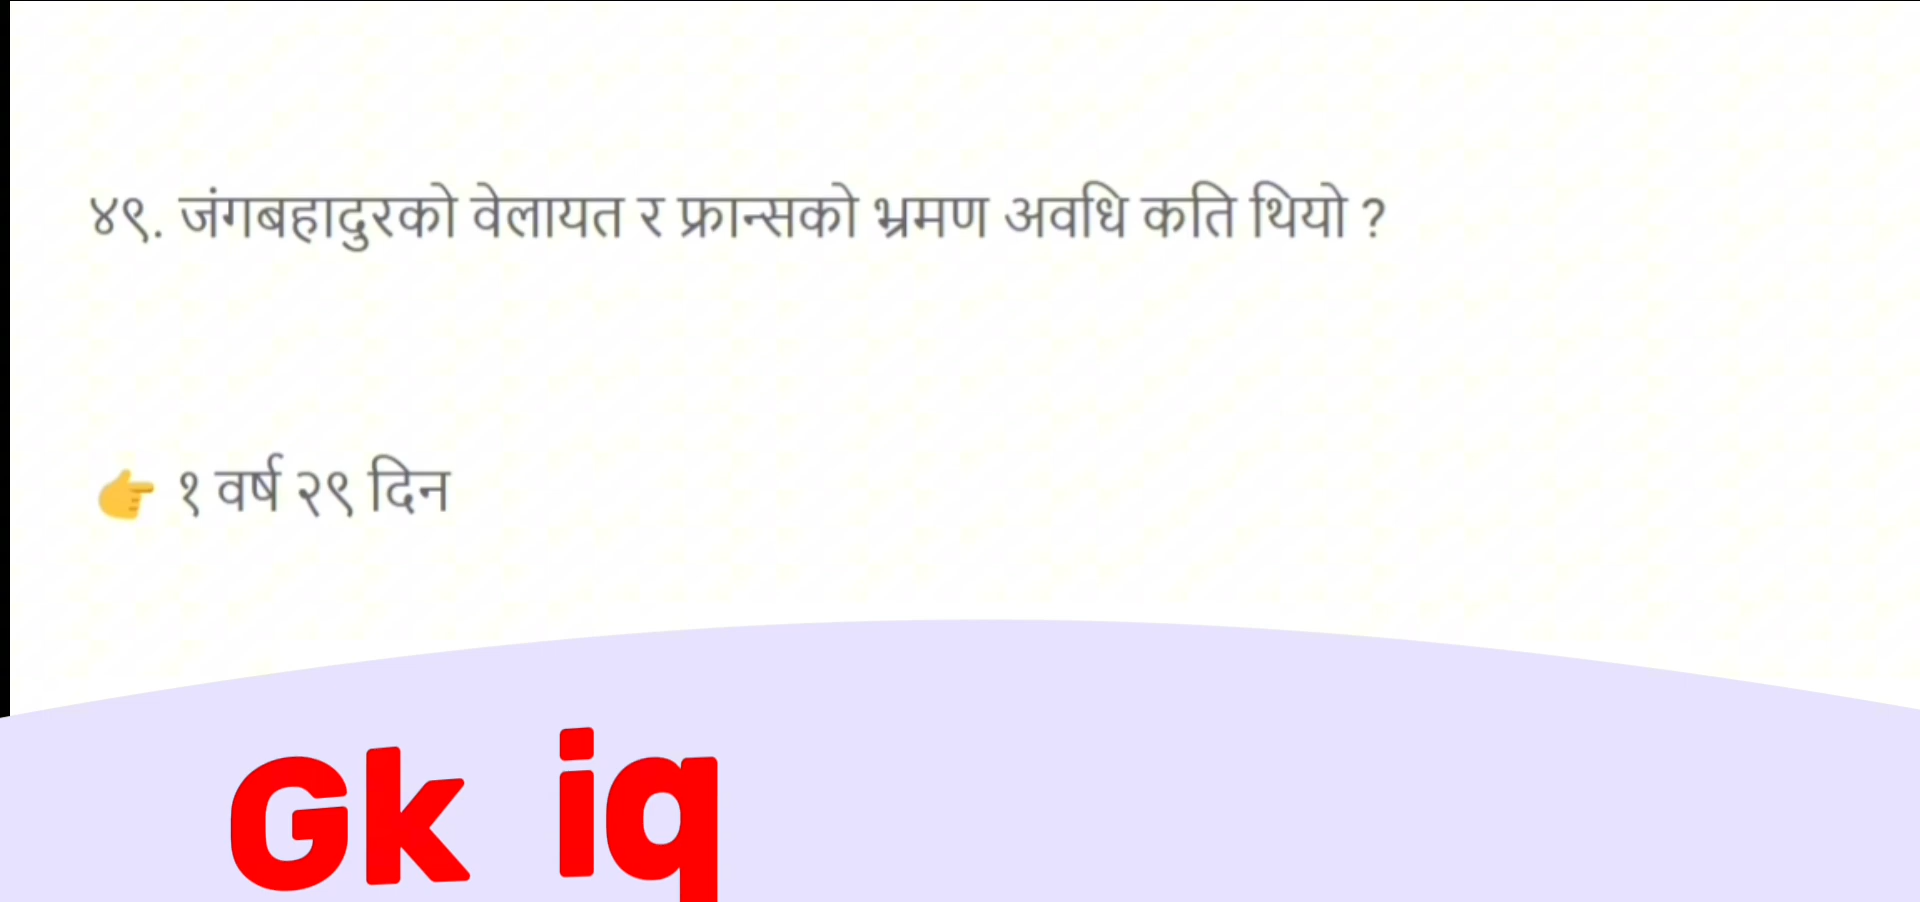 ४९. जंगबहादुरको वेलायत र फ्रान्सको भ्रमण अवधि कति थियो ?
👉 १ वर्ष २९ दिन
Gk iq